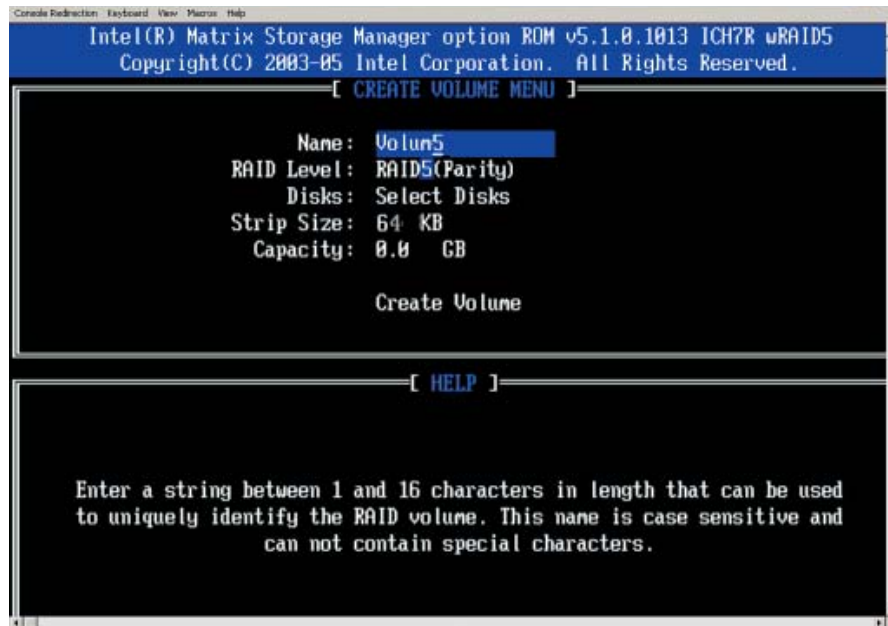 Console Redirection Keyboard View Macros Help
Intel(R) Matrix Storage Manager option ROM v5.1.0.1013 ICH7R wRAID5
Copyright(C) 2003-05 Intel Corporation. All Rights Reserved.
[ CREATE VOLUME MENU ]
Name: Volum5
RAID Level: RAID5(Parity)
Disks: Select Disks
Strip Size: 64 KB
Capacity: 0.0 GB
Create Volume
[ HELP ]
Enter a string between 1 and 16 characters in length that can be used
to uniquely identify the RAID volume. This name is case sensitive and
can not contain special characters.